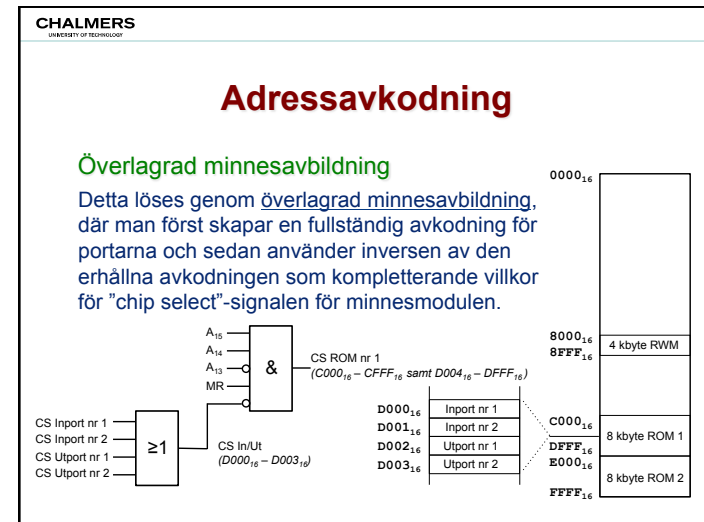 CHALMERS
UNIVERSITY OF TECHNOLOGY
Adressavkodning
Överlagrad minnesavbildning
Detta löses genom överlagrad minnesavbildning,
där man först skapar en fullständig avkodning för
portarna och sedan använder inversen av den
erhållna avkodningen som kompletterande villkor
för "chip select"-signalen för minnesmodulen.
A₁₅
A₁₄
A₁₃
MR
&
CS ROM nr 1
(C000₁₆ – CFFF₁₆ samt D004₁₆ – DFFF₁₆)
CS Inport nr 1
CS Inport nr 2
CS Utport nr 1
CS Utport nr 2
≥1
CS In/Ut
(D000₁₆ – D003₁₆)
D000₁₆ Inport nr 1
D001₁₆ Inport nr 2
D002₁₆ Utport nr 1
D003₁₆ Utport nr 2
0000₁₆
8000₁₆
8FFF₁₆
4 kbyte RWM
C000₁₆
DFFF₁₆
8 kbyte ROM 1
E000₁₆
FFFF₁₆
8 kbyte ROM 2